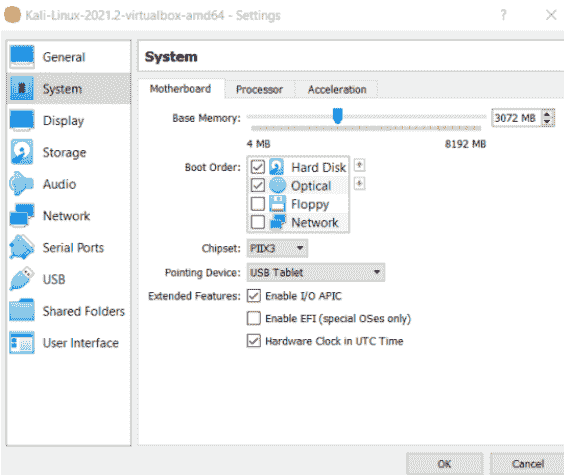 Kali-Linux-2021.2-virtualbox-amd64 - Settings ?
General
System
Display
Storage
Audio
Network
Serial Ports
USB
Shared Folders
User Interface
System
Motherboard Processor Acceleration
Base Memory: 3072 MB
4 MB 8192 MB
Boot Order: Hard Disk
Optical
Floppy
Network
Chipset: PIIX3
Pointing Device: USB Tablet
Extended Features: Enable I/O APIC
Enable EFI (special OSes only)
Hardware Clock in UTC Time
OK Cancel